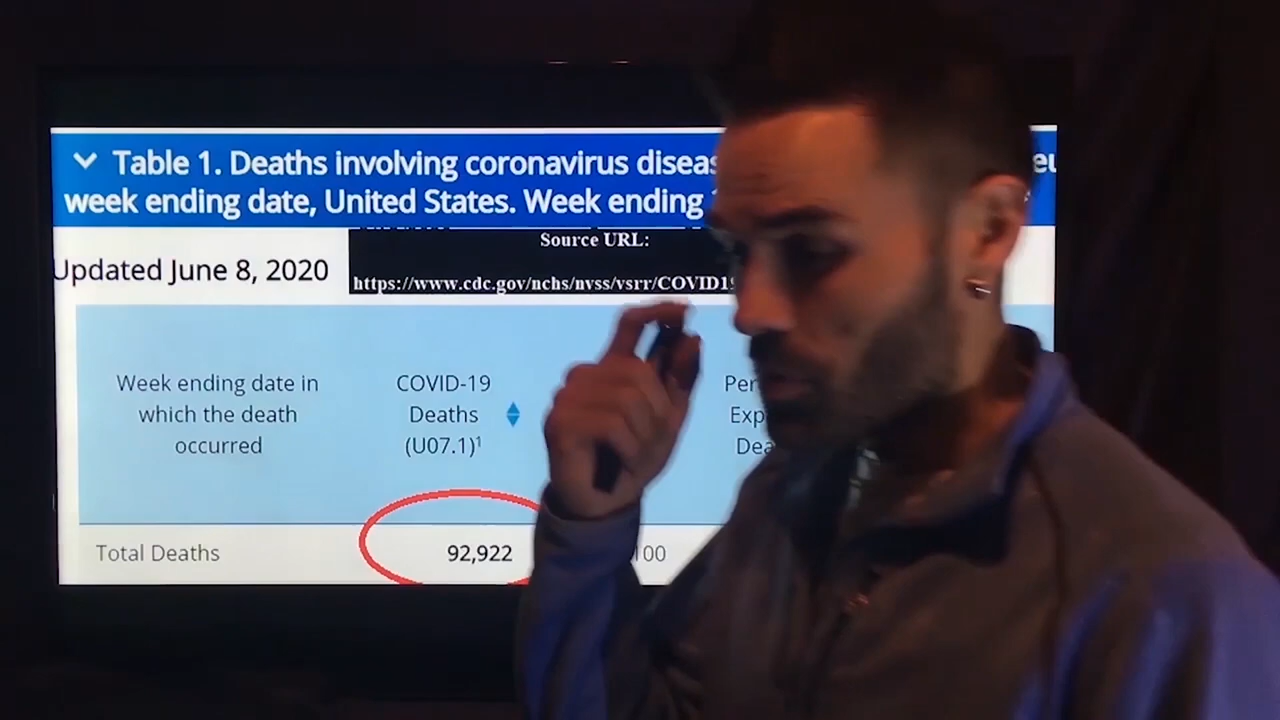 Table 1. Deaths involving coronavirus
week ending date, United States. Week ending
Updated June 8, 2020
Source URL:
https://www.cdc.gov/nchs/nvss/vsrr/COVID19
Week ending date in
which the death
occurred
COVID-19
Deaths
(U07.1)¹
Total Deaths
92,922
100